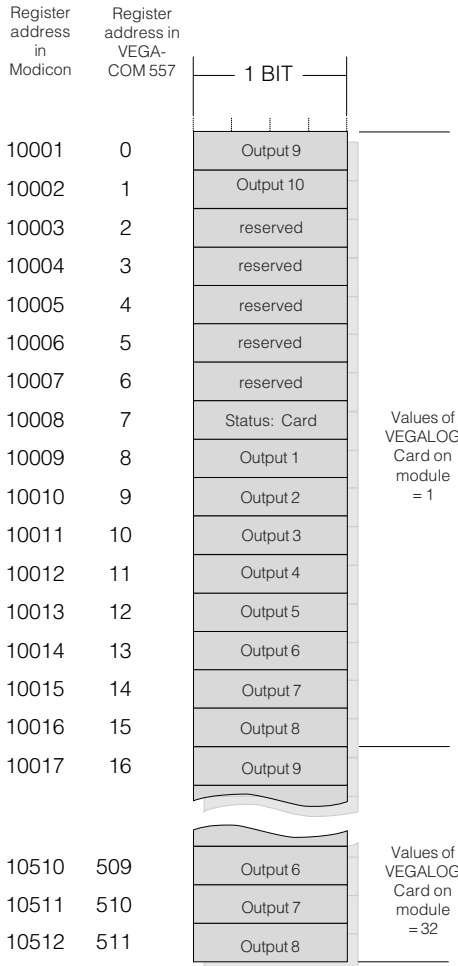 Register address in Modicon
Register address in VEGA-COM 557
1 BIT
10001 0 Output 9
10002 1 Output 10
10003 2 reserved
10004 3 reserved
10005 4 reserved
10006 5 reserved
10007 6 reserved
10008 7 Status: Card
10009 8 Output 1
10010 9 Output 2
10011 10 Output 3
10012 11 Output 4
10013 12 Output 5
10014 13 Output 6
10015 14 Output 7
10016 15 Output 8
Values of
VEGALOG
Card on
module
= 1
10017 16 Output 9
10510 509 Output 6
10511 510 Output 7
10512 511 Output 8
Values of
VEGALOG
Card on
module
= 32